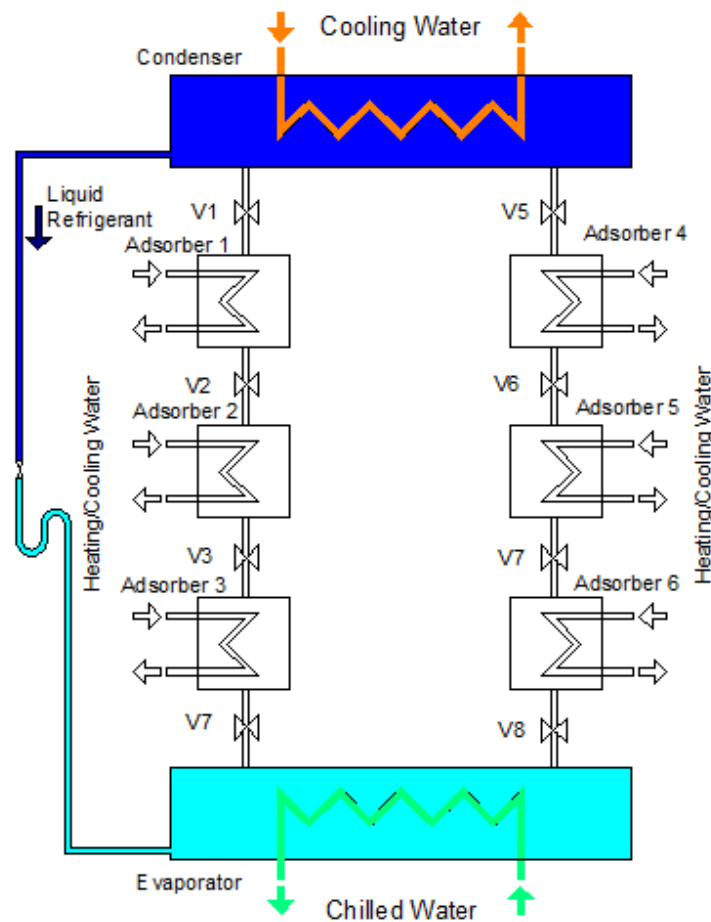 Cooling Water
Condenser
Liquid
Refrigerant
V1
V5
Adsorber 1
Adsorber 4
V2
V6
Adsorber 2
Adsorber 5
Heating/Cooling Water
Heating/Cooling Water
V3
V7
Adsorber 3
Adsorber 6
V7
V8
Evaporator
Chilled Water